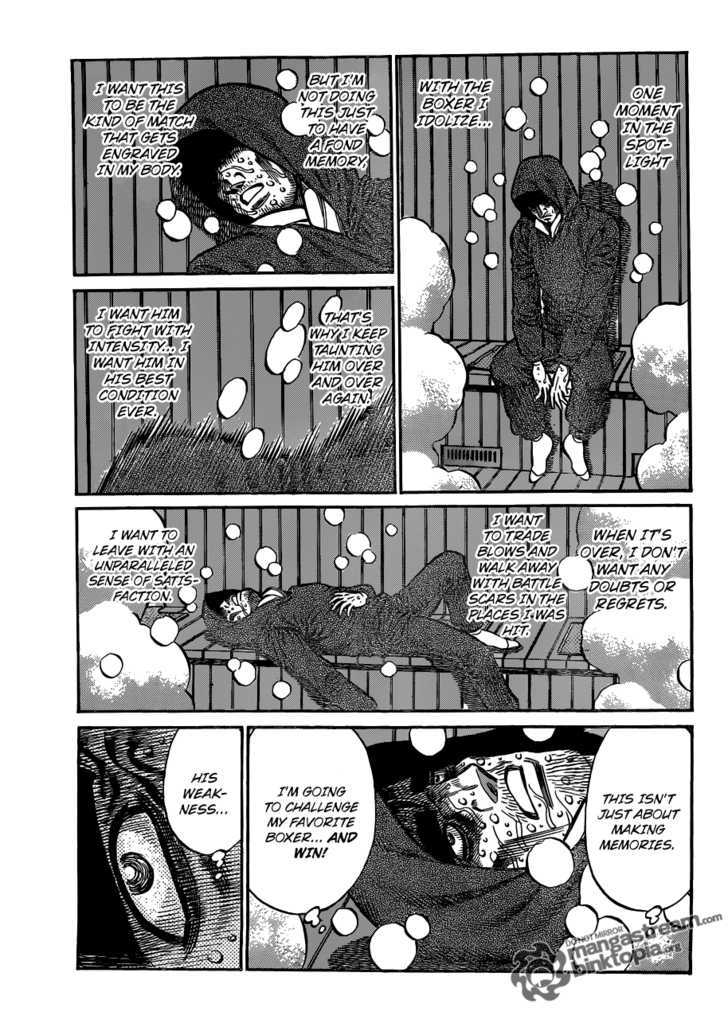 ONE
MOMENT
IN THE
SPOT-
LIGHT
WITH THE
BOXER I
IDOLIZE...
BUT I'M
NOT DOING
THIS JUST
TO HAVE
A FOND
MEMORY.
I WANT THIS
TO BE THE
KIND OF MATCH
THAT GETS
ENGRAVED
IN MY BODY.
THAT'S
WHY I KEEP
TAUNTING
HIM OVER
AND OVER
AGAIN.
I WANT HIM
TO FIGHT WITH
INTENSITY... I
WANT HIM IN
HIS BEST
CONDITION
EVER.
WHEN IT'S
OVER, I DON'T
WANT ANY
DOUBTS OR
REGRETS.
I WANT
TO TRADE
BLOWS AND
WALK AWAY
WITH BATTLE
SCARS IN THE
PLACES I WAS
HIT.
I WANT TO
LEAVE WITH AN
UNPARALLELED
SENSE OF SATIS-
FACTION.
THIS ISN'T
JUST ABOUT
MAKING
MEMORIES.
I'M GOING
TO CHALLENGE
MY FAVORITE
BOXER... AND
WIN!
HIS
WEAK-
NESS...
DO NOT MIRROR
mangastream.com
binktopia.org